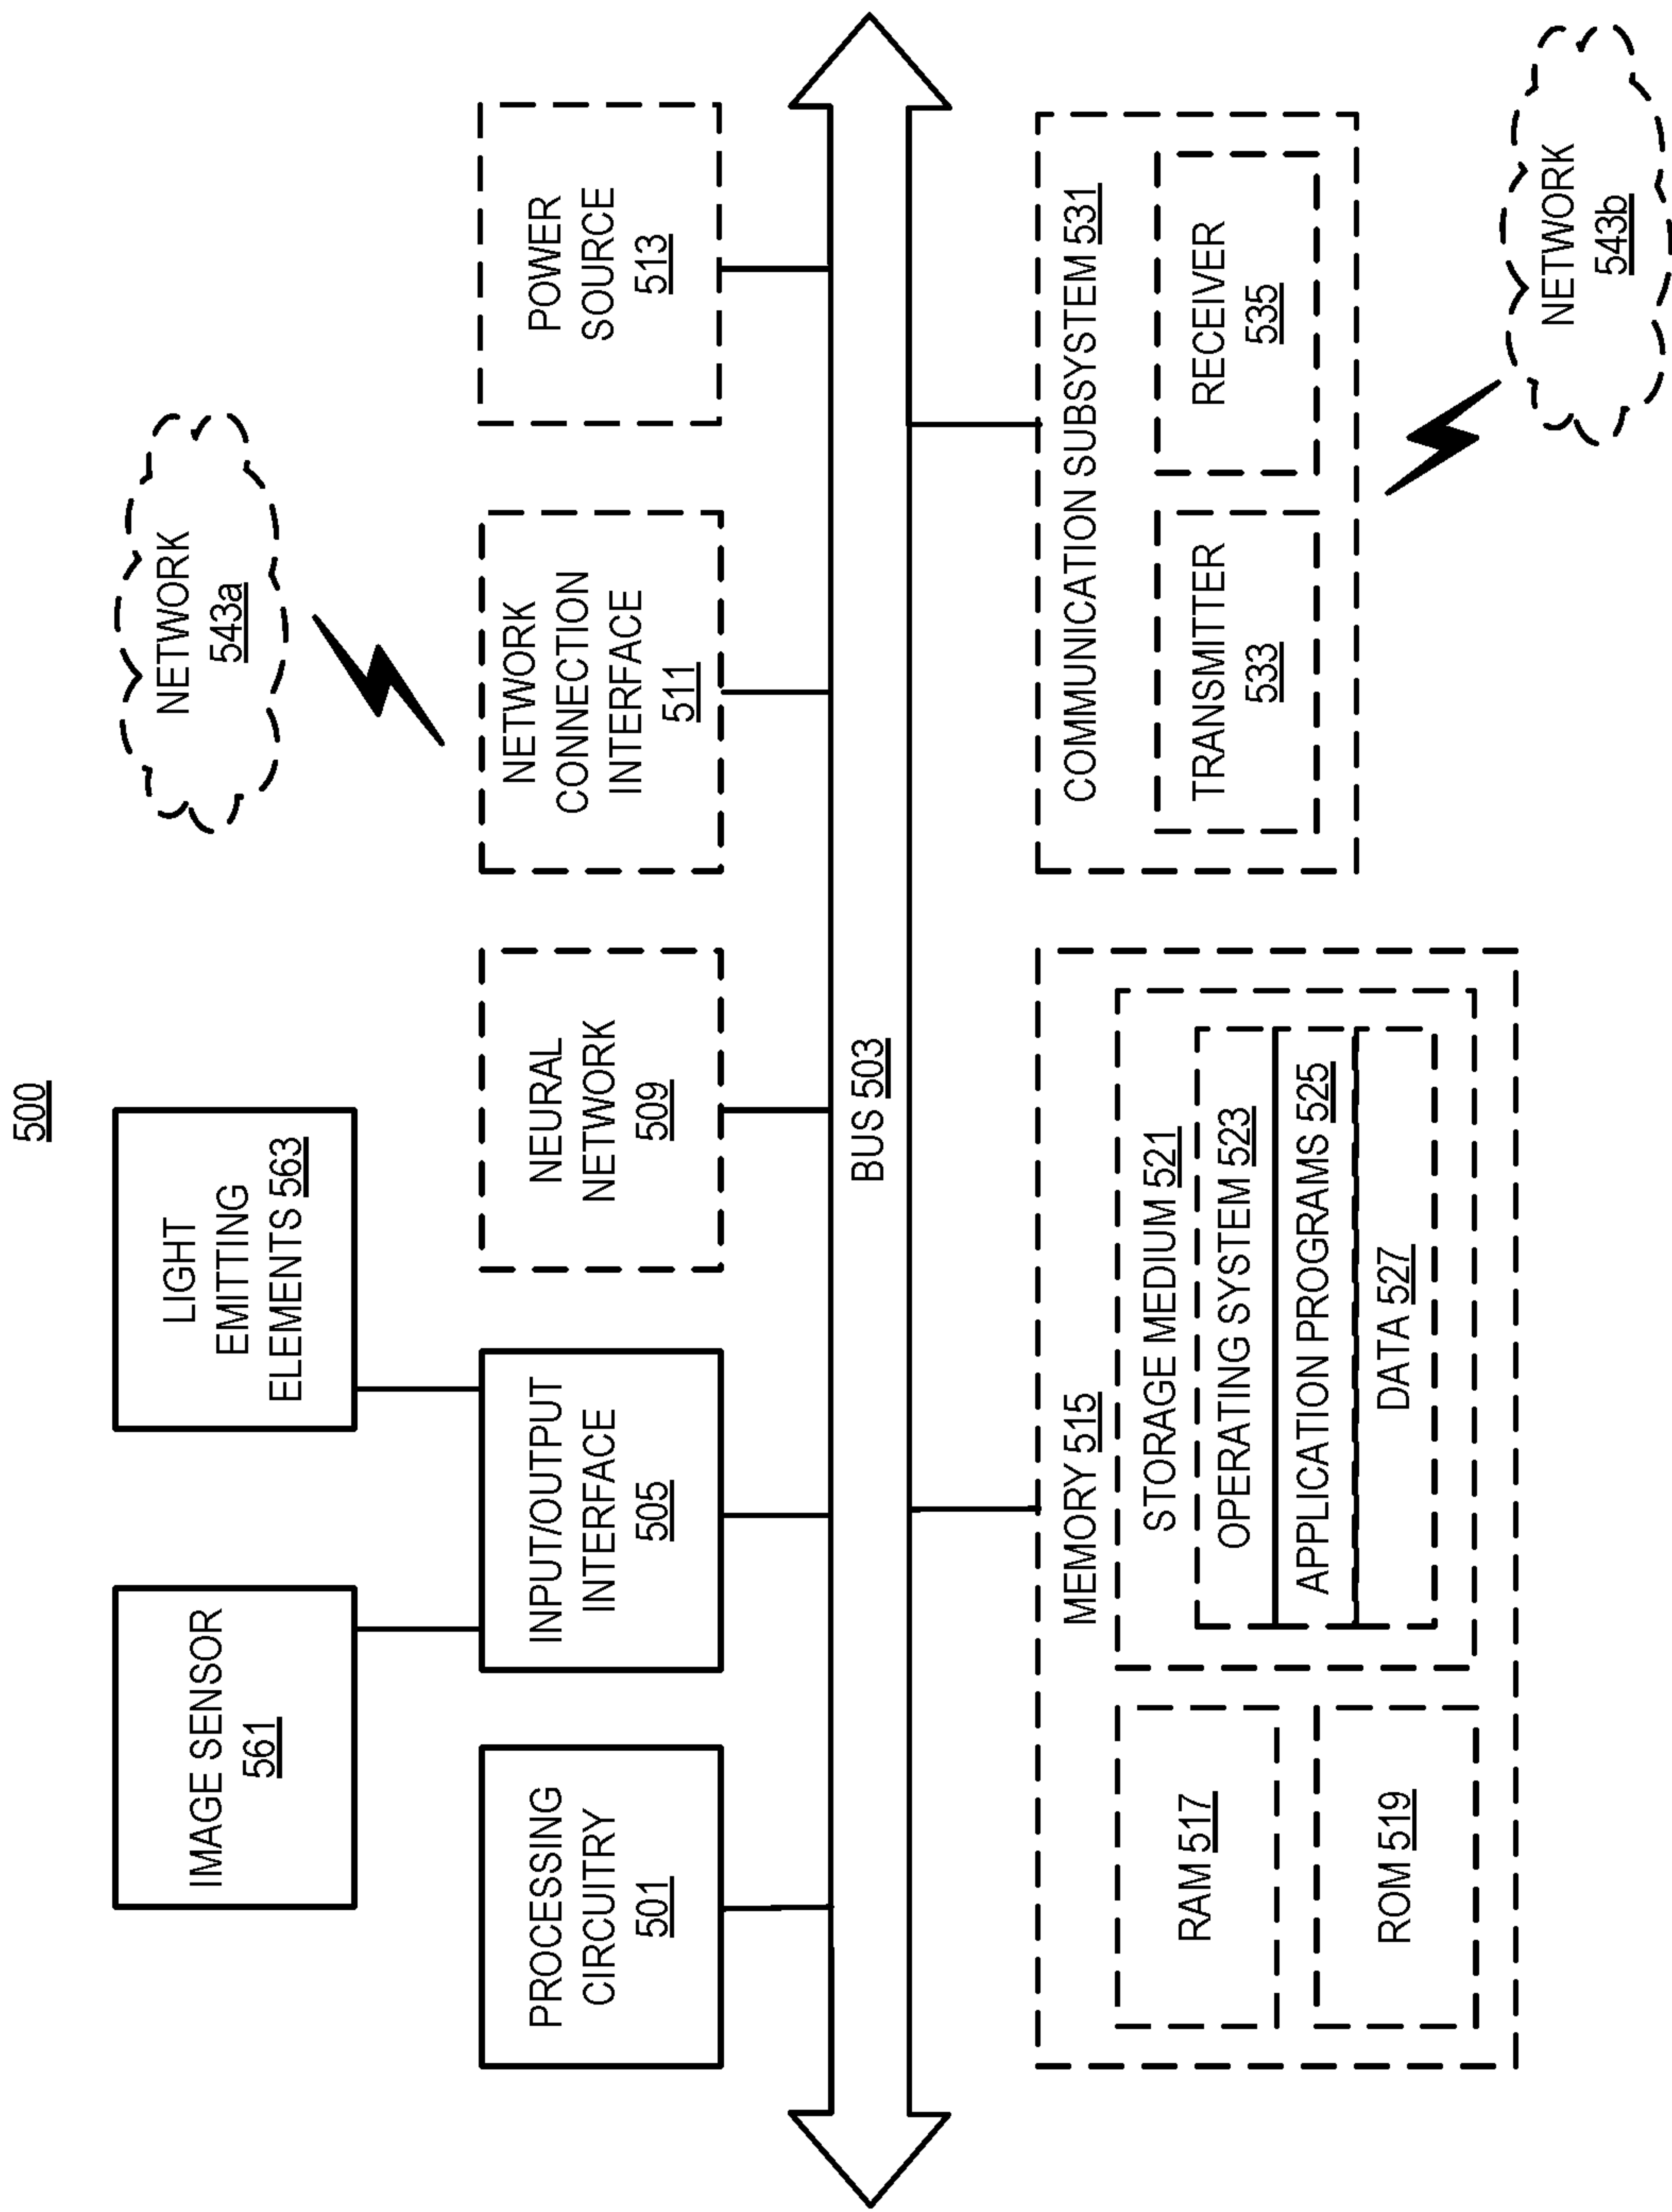 500
IMAGE SENSOR
561
LIGHT
EMITTING
ELEMENTS 563
NETWORK
543a
PROCESSING
CIRCUITRY
501
INPUT/OUTPUT
INTERFACE
505
NEURAL
NETWORK
509
NETWORK
CONNECTION
INTERFACE
511
POWER
SOURCE
513
BUS 503
MEMORY 515
RAM 517
ROM 519
STORAGE MEDIUM 521
OPERATING SYSTEM 523
APPLICATION PROGRAMS 525
DATA 527
COMMUNICATION SUBSYSTEM 531
TRANSMITTER
533
RECEIVER
535
NETWORK
543b